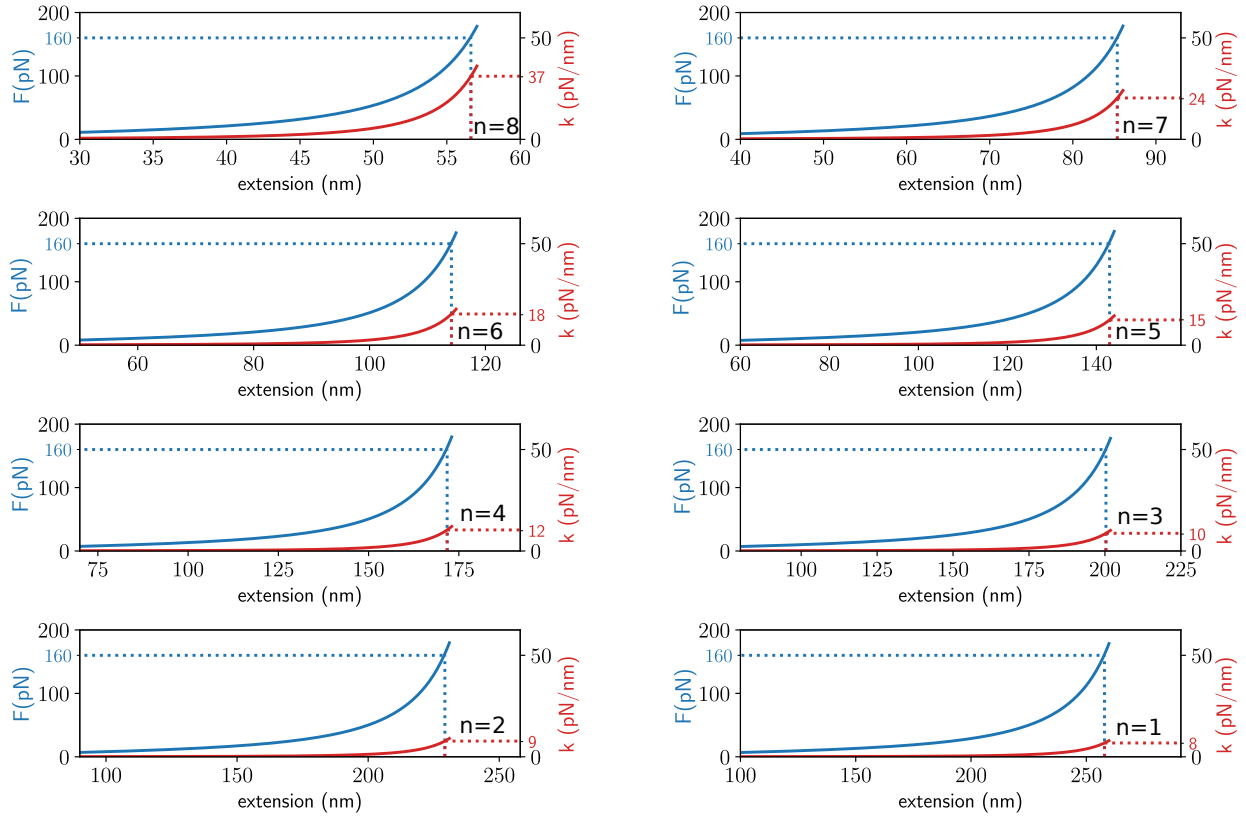 200
160
100
0
F(pN)
50
37
0
k (pN/nm)
n=8
30 35 40 45 50 55 60
extension (nm)
200
160
100
0
F(pN)
50
24
0
k (pN/nm)
n=7
40 50 60 70 80 90
extension (nm)
200
160
100
0
F(pN)
50
18
0
k (pN/nm)
n=6
60 80 100 120
extension (nm)
200
160
100
0
F(pN)
50
15
0
k (pN/nm)
n=5
60 80 100 120 140
extension (nm)
200
160
100
0
F(pN)
50
12
0
k (pN/nm)
n=4
75 100 125 150 175
extension (nm)
200
160
100
0
F(pN)
50
10
0
k (pN/nm)
n=3
100 125 150 175 200 225
extension (nm)
200
160
100
0
F(pN)
50
9
0
k (pN/nm)
n=2
100 150 200 250
extension (nm)
200
160
100
0
F(pN)
50
8
0
k (pN/nm)
n=1
100 150 200 250
extension (nm)